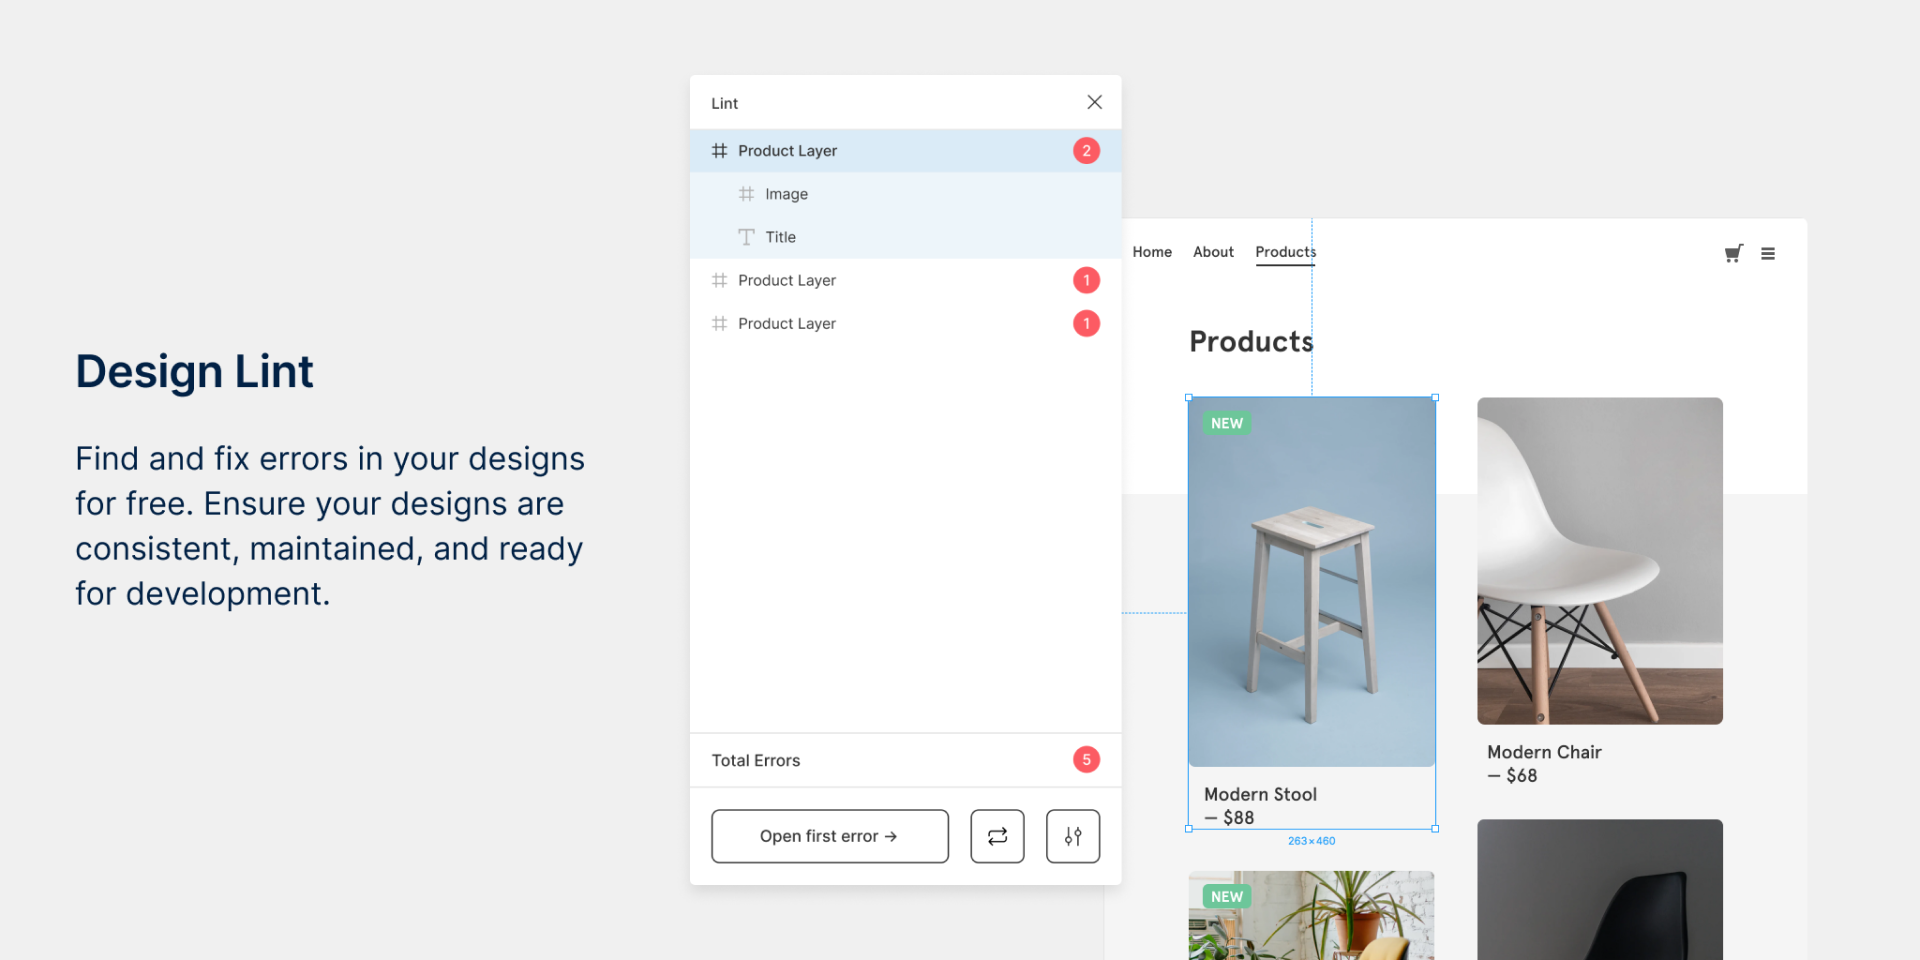 Design Lint
Find and fix errors in your designs
for free. Ensure your designs are
consistent, maintained, and ready
for development.
Lint
Product Layer 2
Image
Title
Product Layer 1
Product Layer 1
Total Errors 5
Open first error →
Home About Products
Products
NEW
Modern Stool
— $88
263×460
Modern Chair
— $68
NEW